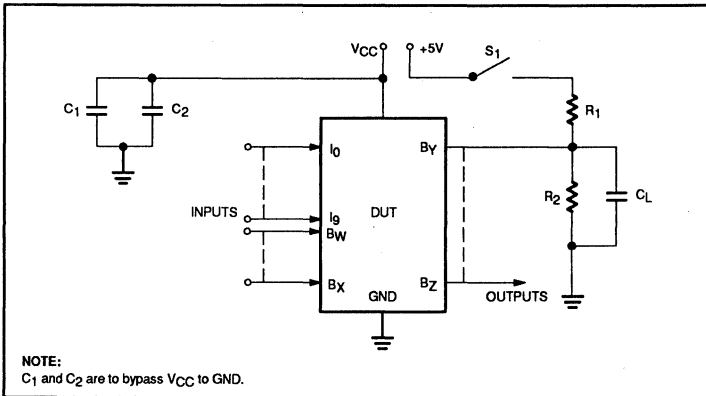 VCC
+5V
S1
C1
C2
R1
I0
BY
R2
CL
INPUTS
I9
DUT
BW
BX
GND
BZ
OUTPUTS
NOTE:
C1 and C2 are to bypass VCC to GND.